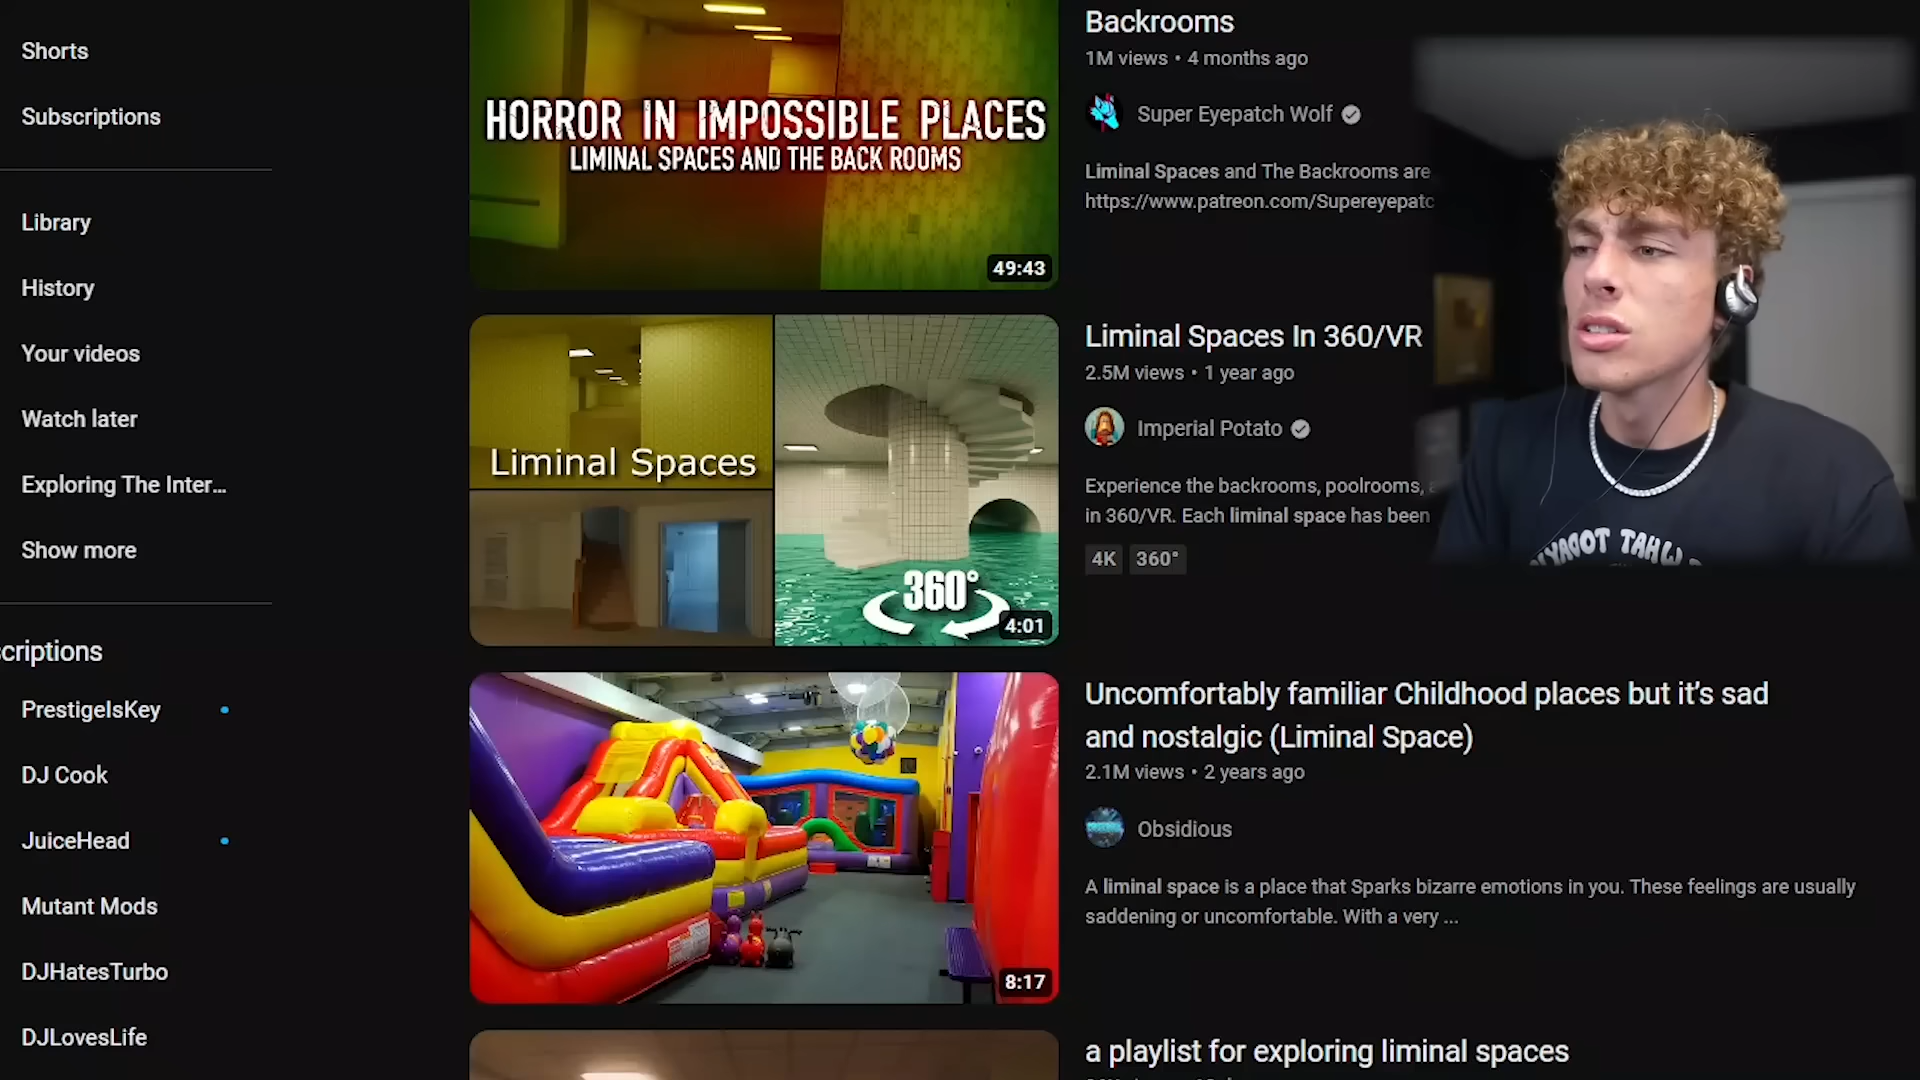 Shorts
Subscriptions
Library
History
Your videos
Watch later
Exploring The Inter...
Show more
criptions
PrestigeIsKey
DJ Cook
JuiceHead
Mutant Mods
DJHatesTurbo
DJLovesLife
HORROR IN IMPOSSIBLE PLACES
LIMINAL SPACES AND THE BACK ROOMS
49:43
Backrooms
1M views • 4 months ago
Super Eyepatch Wolf
Liminal Spaces and The Backrooms are
https://www.patreon.com/Supereyepatc
Liminal Spaces
360°
4:01
Liminal Spaces In 360/VR
2.5M views • 1 year ago
Imperial Potato
Experience the backrooms, poolrooms,
in 360/VR. Each liminal space has been
4K 360°
8:17
Uncomfortably familiar Childhood places but it's sad
and nostalgic (Liminal Space)
2.1M views • 2 years ago
Obsidious
A liminal space is a place that Sparks bizarre emotions in you. These feelings are usually
saddening or uncomfortable. With a very ...
a playlist for exploring liminal spaces